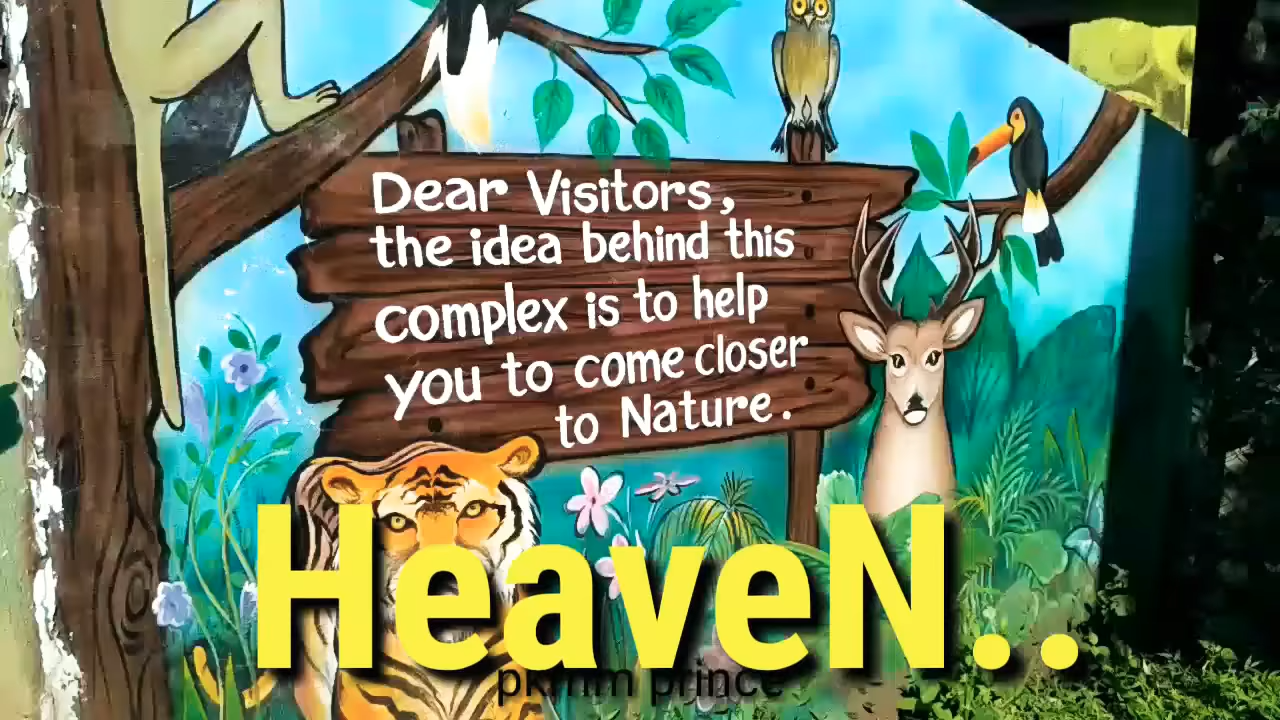 Dear Visitors,
the idea behind this
complex is to help
you to come closer
to Nature.
HeaveN..
pkmm prince